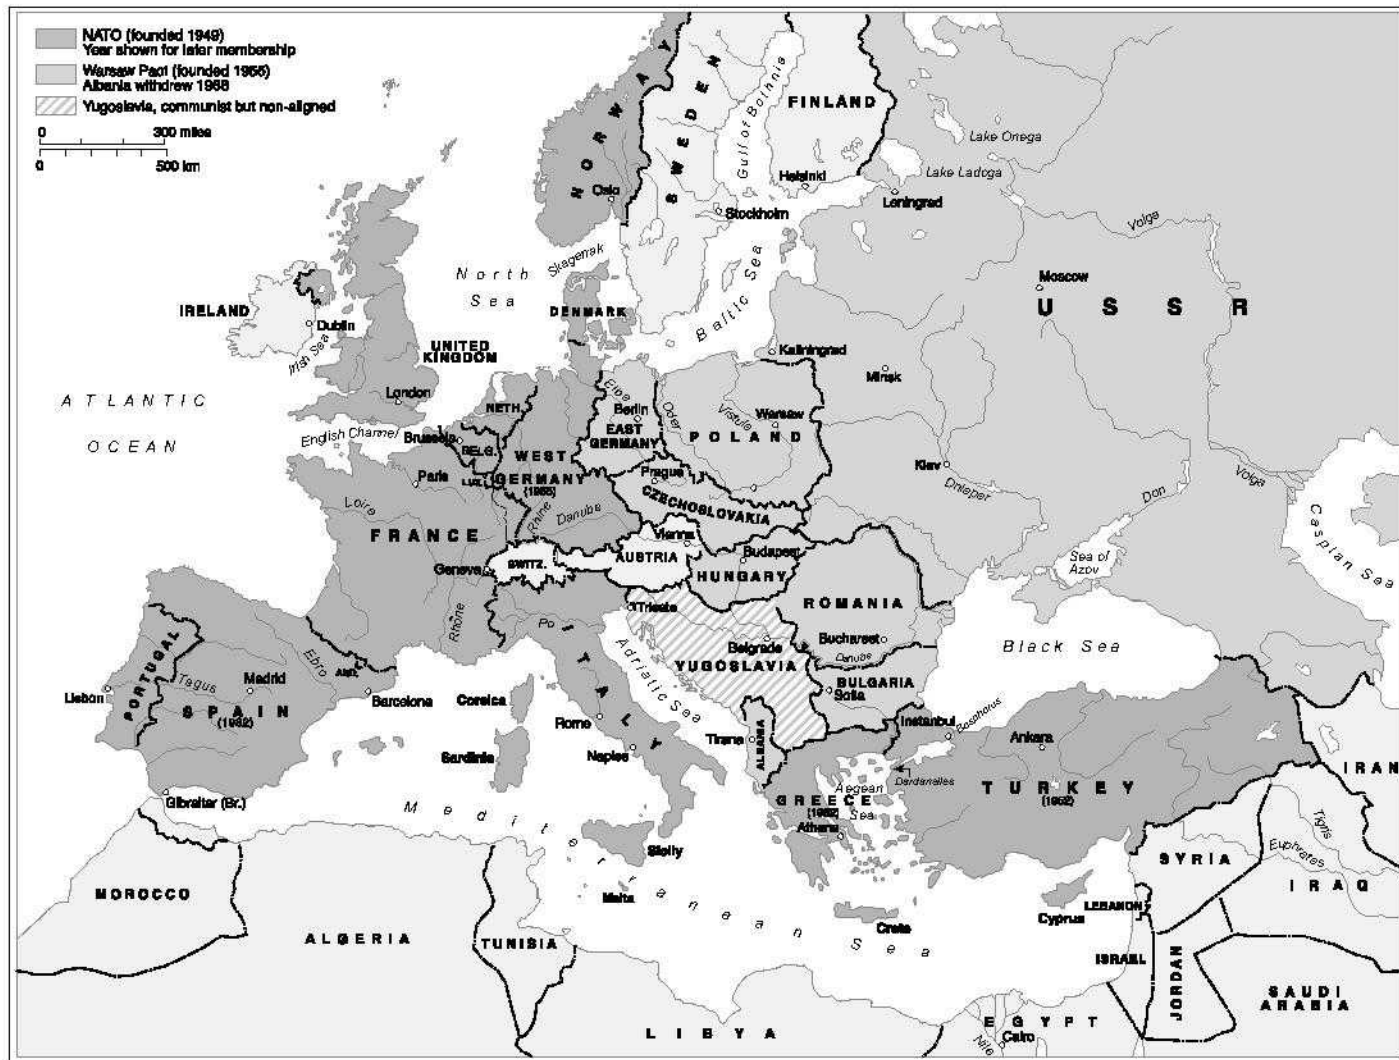 NATO (founded 1949)
Year shown for later membership
Warsaw Pact (founded 1955)
Albania withdrew 1968
Yugoslavia, communist but non-aligned
0 300 miles
0 500 km
NORWAY
Oslo
SWEDEN
Stockholm
Gulf of Bothnia
FINLAND
Helsinki
Lake Onega
Lake Ladoga
Leningrad
Volga
Moscow
USSR
North
Sea
Skagerrak
Baltic Sea
DENMARK
IRELAND
Dublin
Irish Sea
UNITED
KINGDOM
London
English Channel
ATLANTIC
OCEAN
Kaliningrad
Minsk
NETH.
Brussels
BELG.
LUX.
WEST
GERMANY
(1955)
Elbe
Berlin
EAST
GERMANY
Oder
Vistula
Warsaw
POLAND
Kiev
Dnieper
Don
Volga
Caspian Sea
Paris
Loire
FRANCE
Rhine
Danube
Prague
CZECHOSLOVAKIA
Vienna
AUSTRIA
Budapest
HUNGARY
Geneva
SWITZ.
Rhône
Sea of
Azov
ROMANIA
Bucharest
Danube
Black Sea
Trieste
Po
Belgrade
YUGOSLAVIA
BULGARIA
Sofia
ITALY
Adriatic Sea
PORTUGAL
Lisbon
Tagus
Madrid
SPAIN
(1982)
Ebro
AND.
Barcelona
Corsica
Sardinia
Rome
Naples
Tirana
ALBANIA
Instanbul
Bosphorus
Dardanelles
Ankara
TURKEY
(1952)
IRAN
Gibraltar (Br.)
Mediterranean Sea
GREECE
(1952)
Aegean
Sea
Athens
Sicily
Malta
Crete
Cyprus
SYRIA
Tigris
Euphrates
IRAQ
LEBANON
MOROCCO
ALGERIA
TUNISIA
LIBYA
EGYPT
Nile
Cairo
ISRAEL
JORDAN
SAUDI
ARABIA